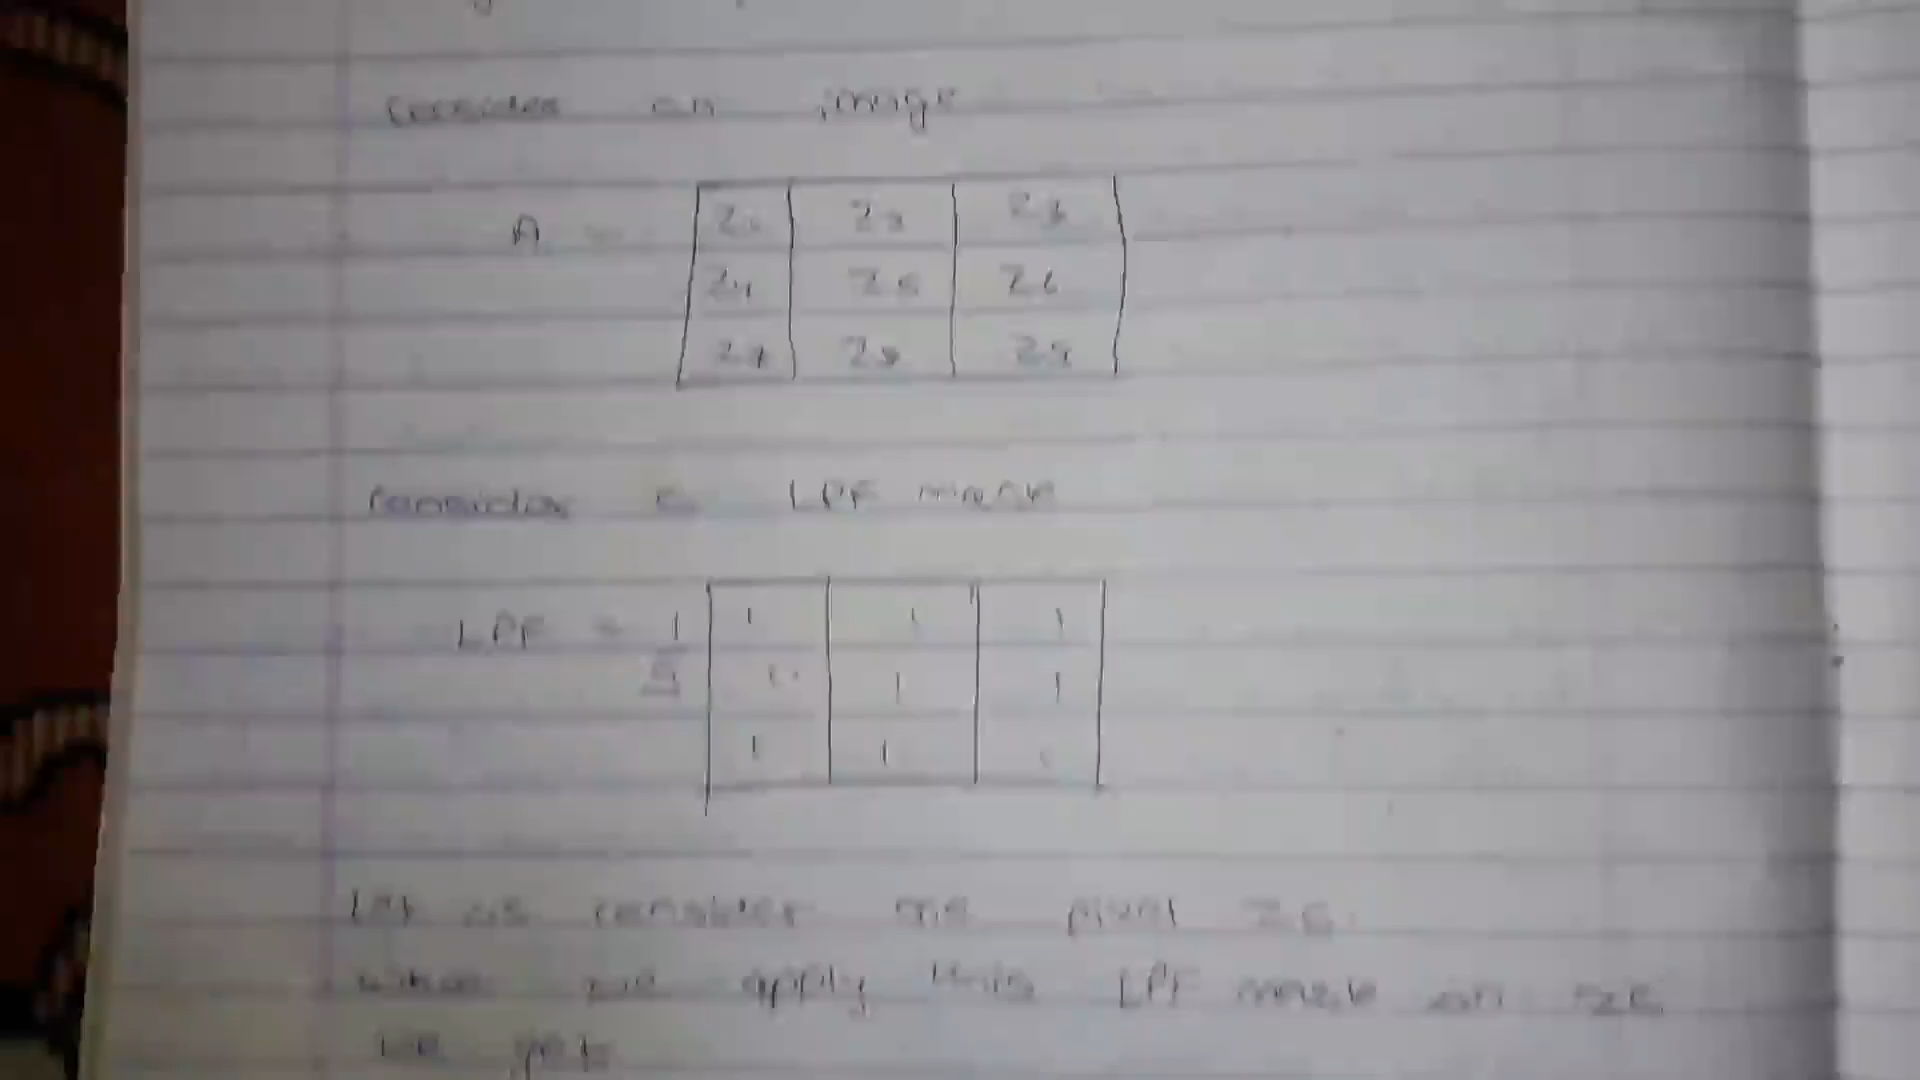 Consider an image
A = Z1 Z2 Z3
Z4 Z5 Z6
Z7 Z8 Z9
Consider a LPF mask
LPF = 1/9 1 1 1
1 1 1
1 1 1
Let us consider the pixel Z5.
when we apply this LPF mask on Z5
we get